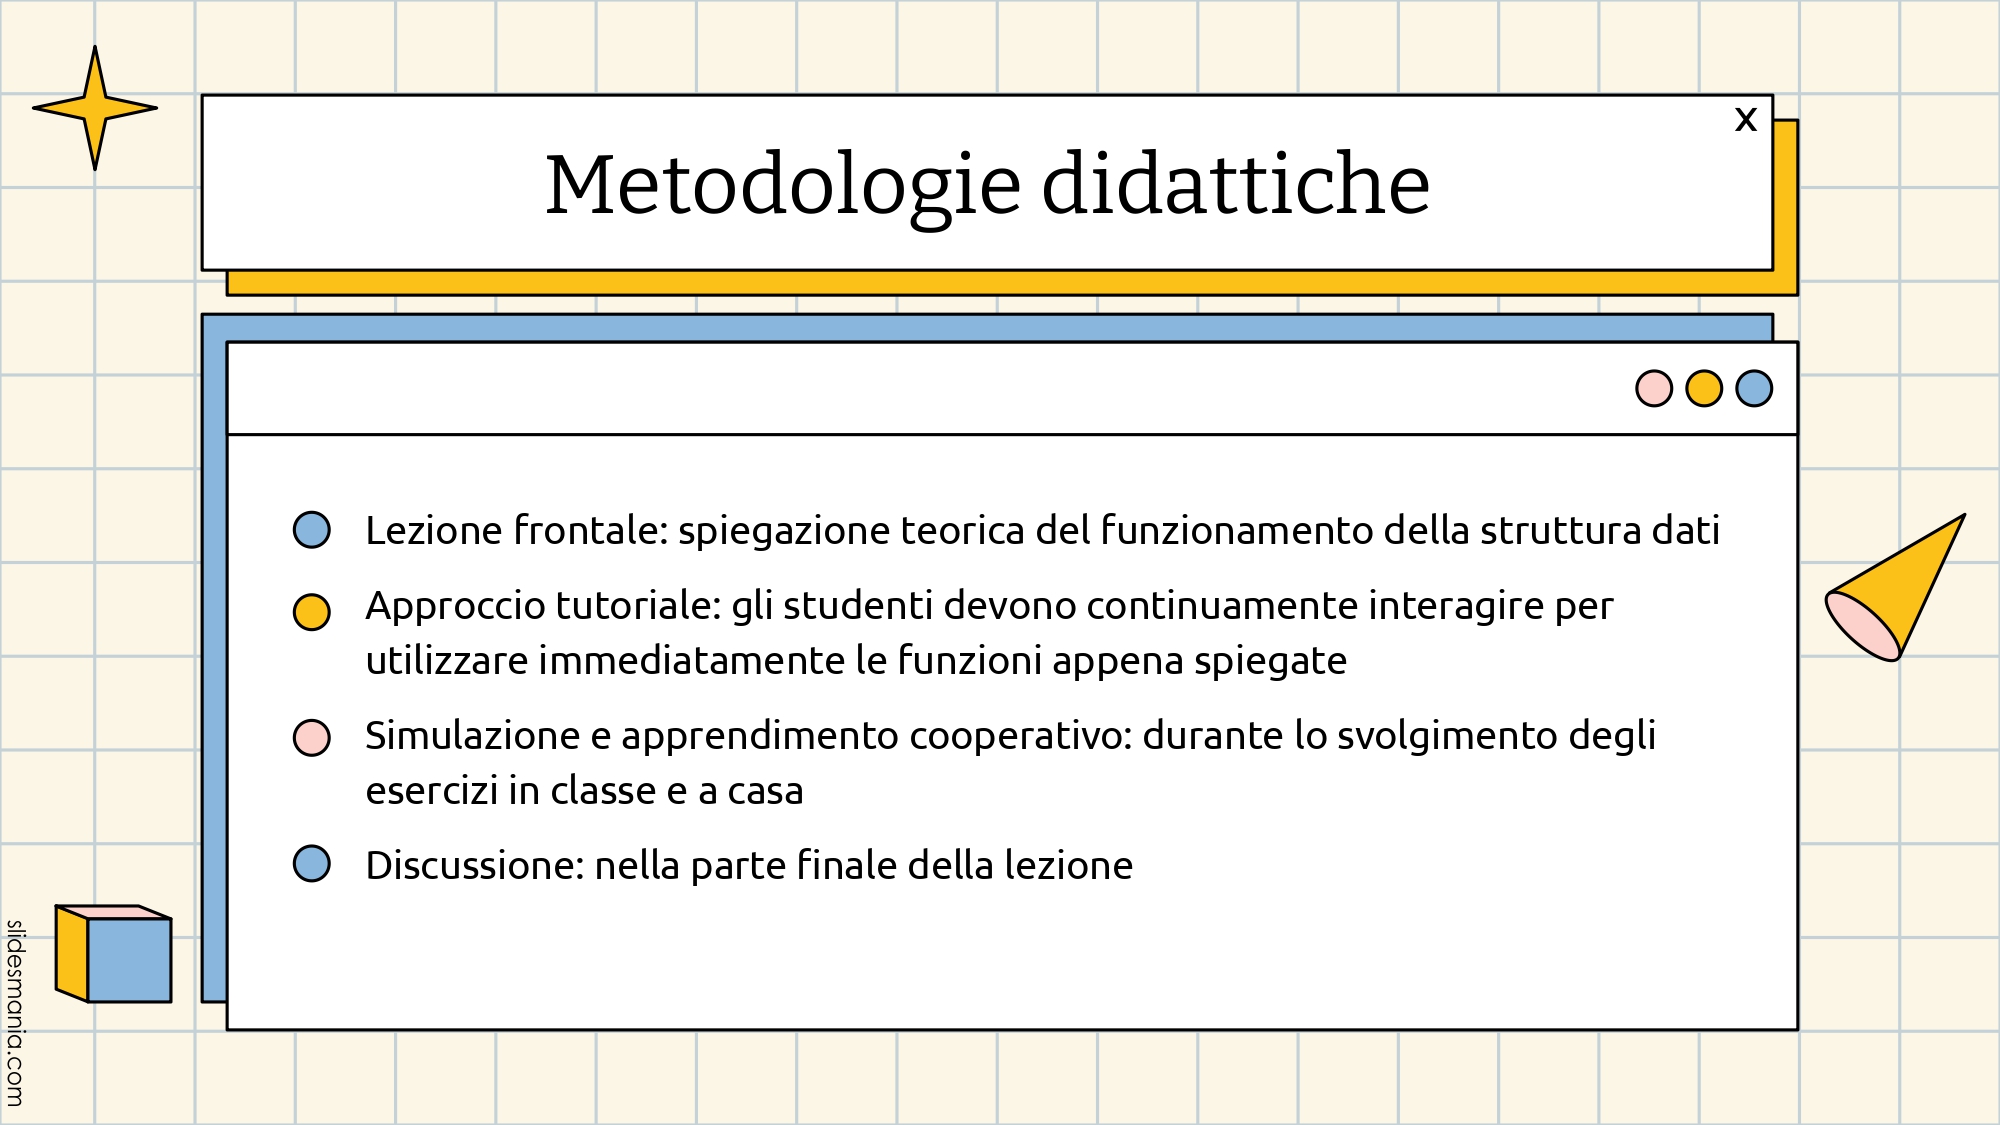 x
Metodologie didattiche
Lezione frontale: spiegazione teorica del funzionamento della struttura dati
Approccio tutoriale: gli studenti devono continuamente interagire per
utilizzare immediatamente le funzioni appena spiegate
Simulazione e apprendimento cooperativo: durante lo svolgimento degli
esercizi in classe e a casa
Discussione: nella parte finale della lezione
slidesmania.com